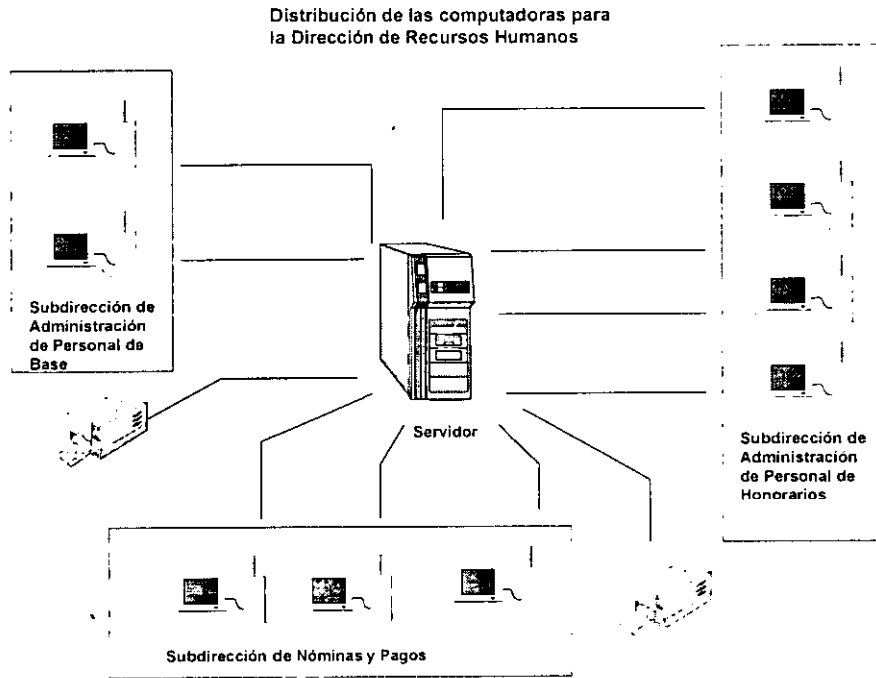 Distribución de las computadoras para
la Dirección de Recursos Humanos
Subdirección de
Administración
de Personal de
Base
Servidor
Subdirección de
Administración
de Personal de
Honorarios
Subdirección de Nóminas y Pagos